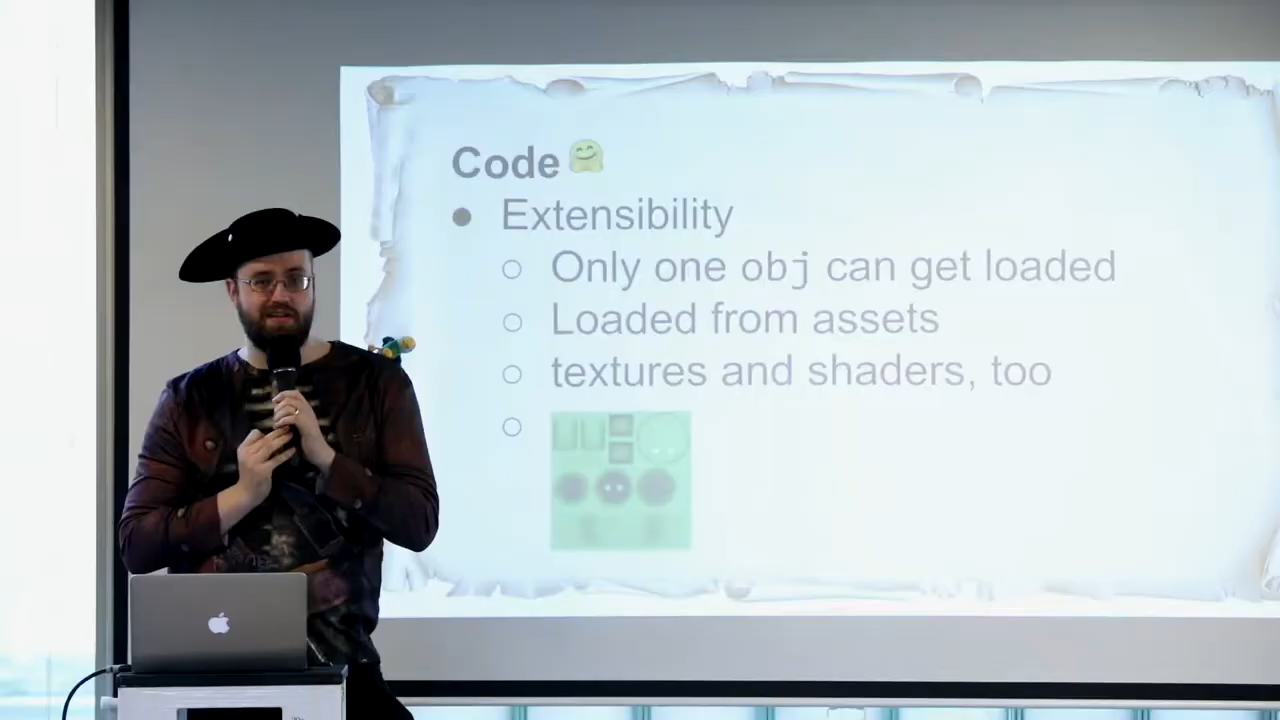 Code
Extensibility
Only one obj can get loaded
Loaded from assets
textures and shaders, too